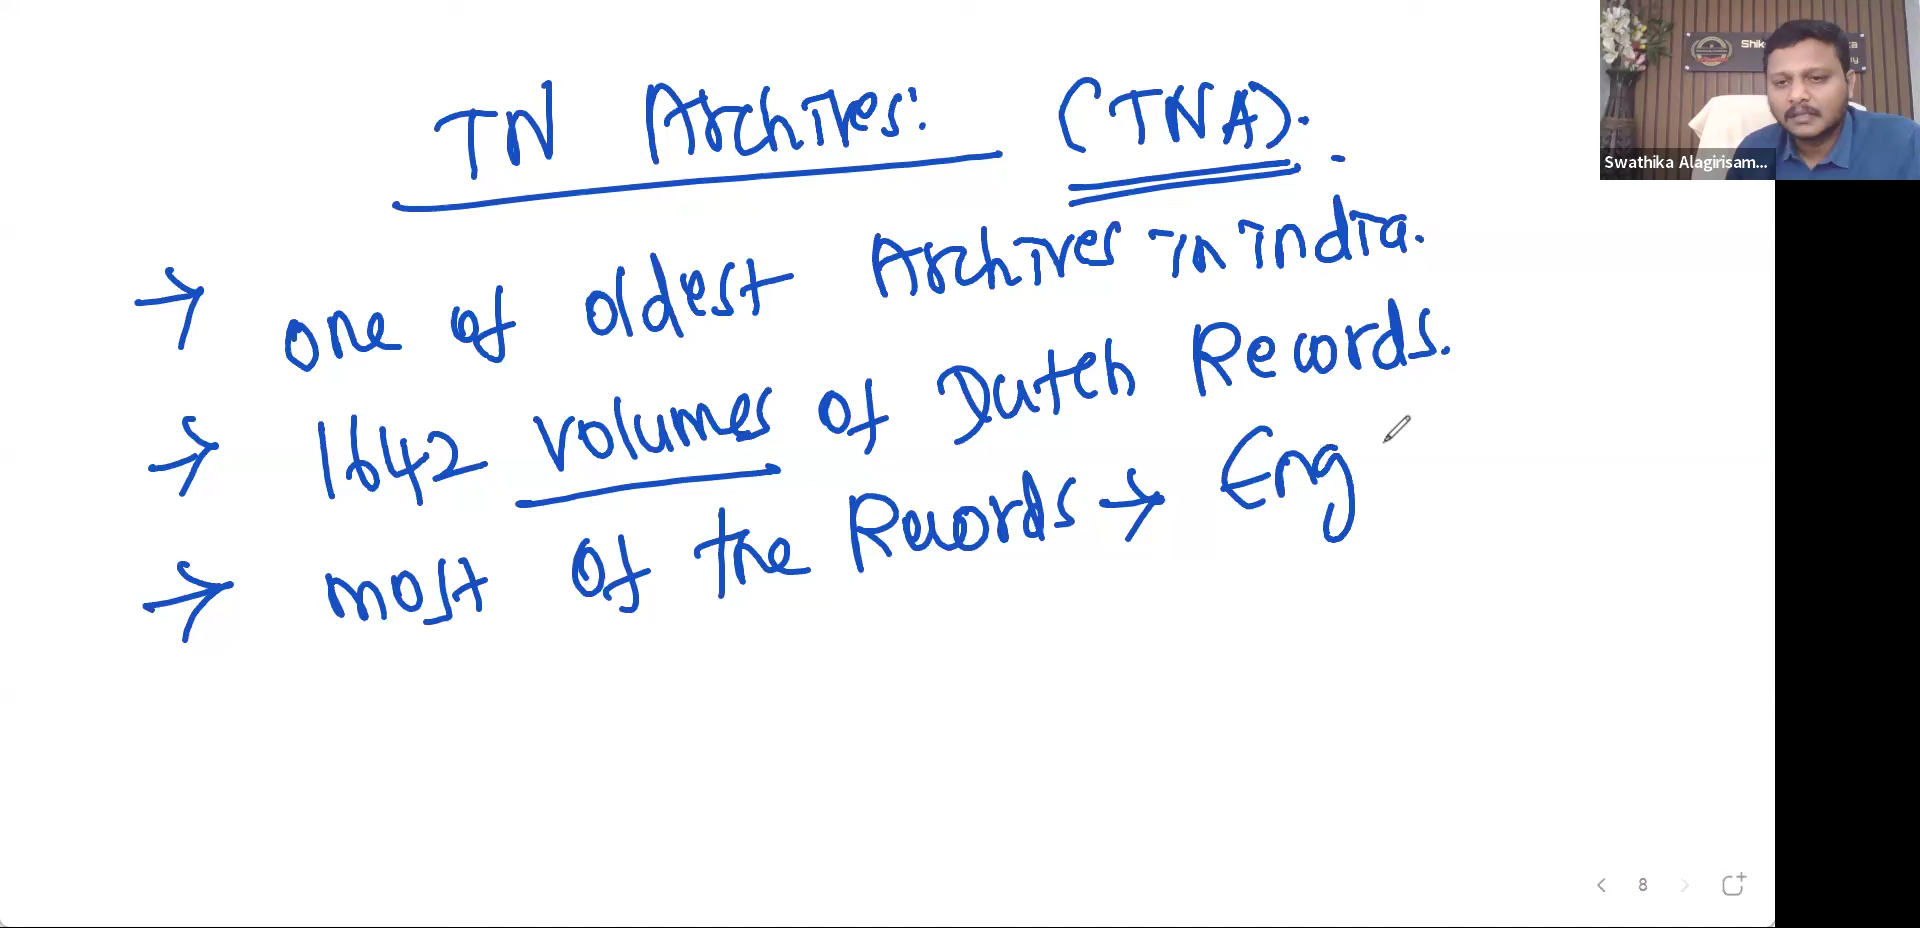 TN Archives: (TNA).
→ one of oldest Archives in india.
→ 1642 volumes of Dutch Records.
→ most of the Records → Eng
Swathika Alagirisam...
8